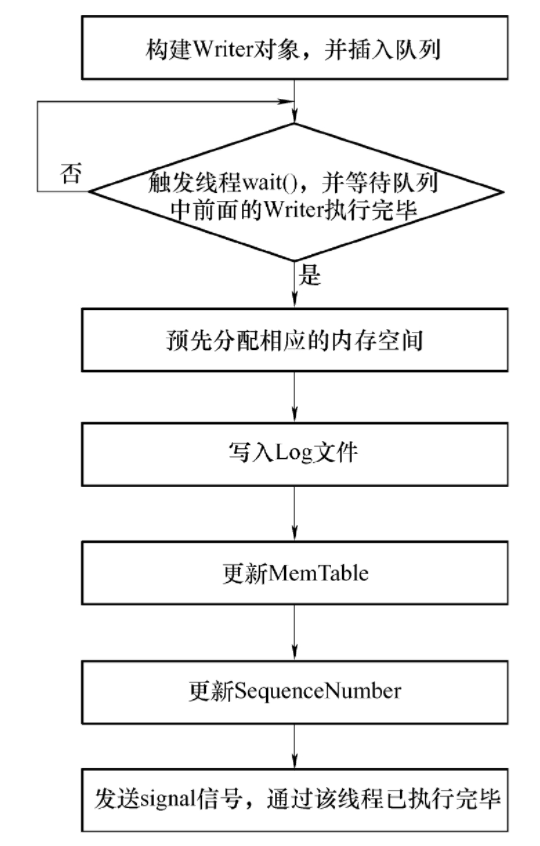 构建Writer对象，并插入队列
否
触发线程wait()，并等待队列
中前面的Writer执行完毕
是
预先分配相应的内存空间
写入Log文件
更新MemTable
更新SequenceNumber
发送signal信号，通过该线程已执行完毕